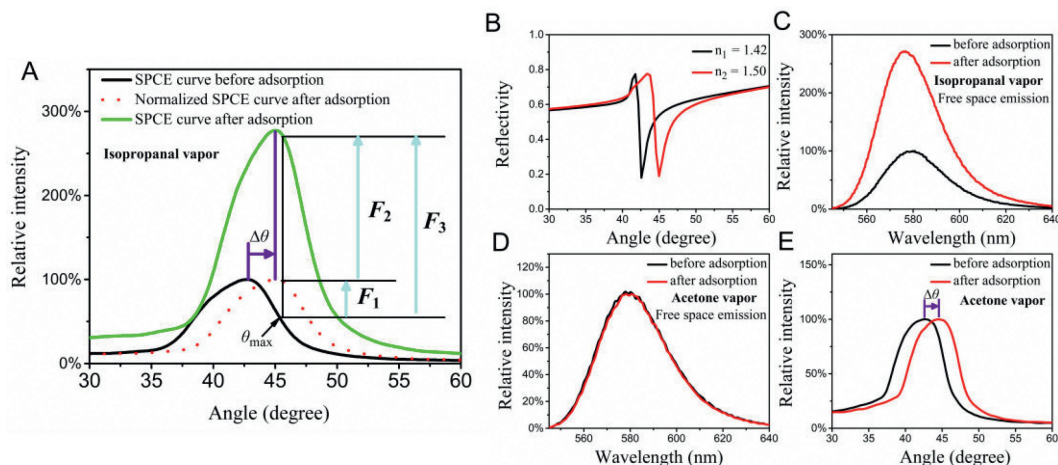 A
SPCE curve before adsorption
Normalized SPCE curve after adsorption
SPCE curve after adsorption
Isopropanal vapor
300%
200%
100%
0%
Relative intensity
Δθ
F2
F3
F1
θmax
30 35 40 45 50 55 60
Angle (degree)
B
n1 = 1.42
n2 = 1.50
1.2
1.0
0.8
0.6
0.4
0.2
0.0
Reflectivity
30 35 40 45 50 55 60
Angle (degree)
C
before adsorption
after adsorption
Isopropanal vapor
Free space emission
300%
200%
100%
0%
Relative intensity
560 580 600 620 640
Wavelength (nm)
D
before adsorption
after adsorption
Acetone vapor
Free space emission
120%
100%
80%
60%
40%
20%
0%
Relative intensity
560 580 600 620 640
Wavelength (nm)
E
before adsorption
after adsorption
Δθ
Acetone vapor
150%
100%
50%
0%
Relative intensity
30 35 40 45 50 55 60
Angle (degree)